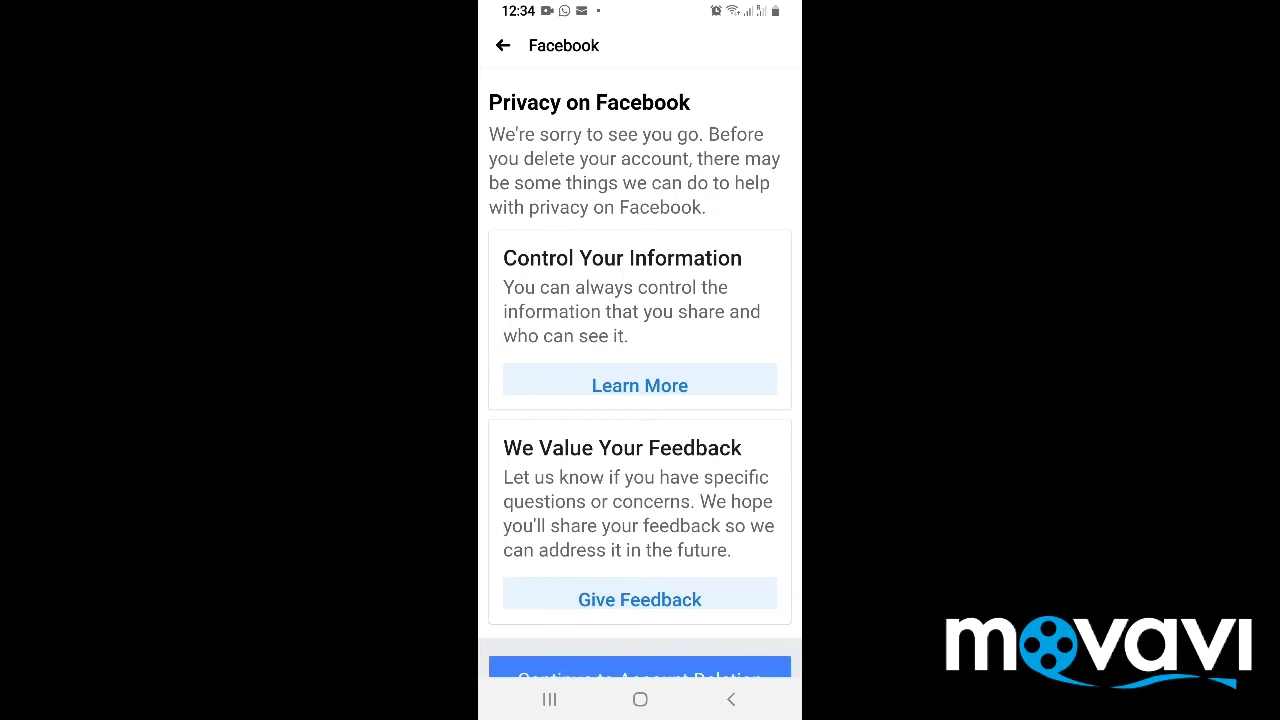 12:34
Facebook
Privacy on Facebook
We're sorry to see you go. Before
you delete your account, there may
be some things we can do to help
with privacy on Facebook.
Control Your Information
You can always control the
information that you share and
who can see it.
Learn More
We Value Your Feedback
Let us know if you have specific
questions or concerns. We hope
you'll share your feedback so we
can address it in the future.
Give Feedback
Continue to Account Deletion
movavi